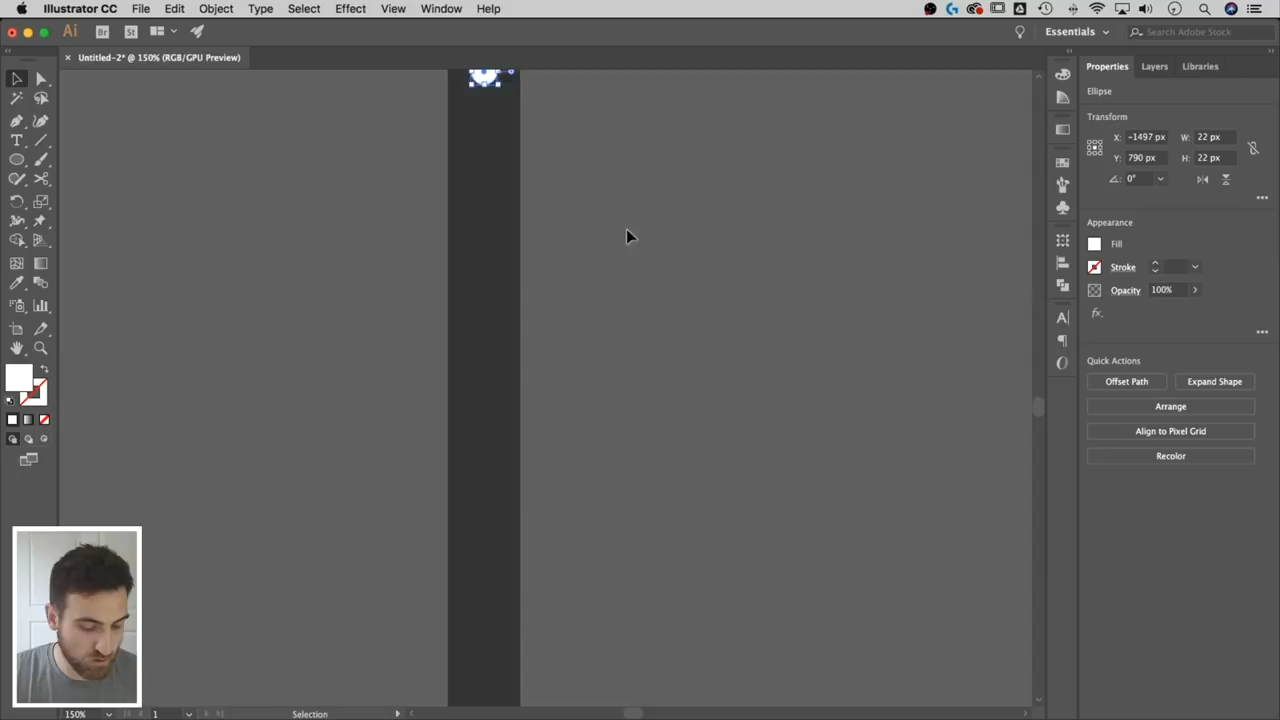 Illustrator CC File Edit Object Type Select Effect View Window Help
Ai Br St Essentials Search Adobe Stock
× Untitled-2* @ 150% (RGB/GPU Preview)
Properties Layers Libraries
Ellipse
Transform
X: -1497 px W: 22 px
Y: 790 px H: 22 px
0°
Appearance
Fill
Stroke
Opacity 100%
fx.
Quick Actions
Offset Path Expand Shape
Arrange
Align to Pixel Grid
Recolor
150% 1 Selection